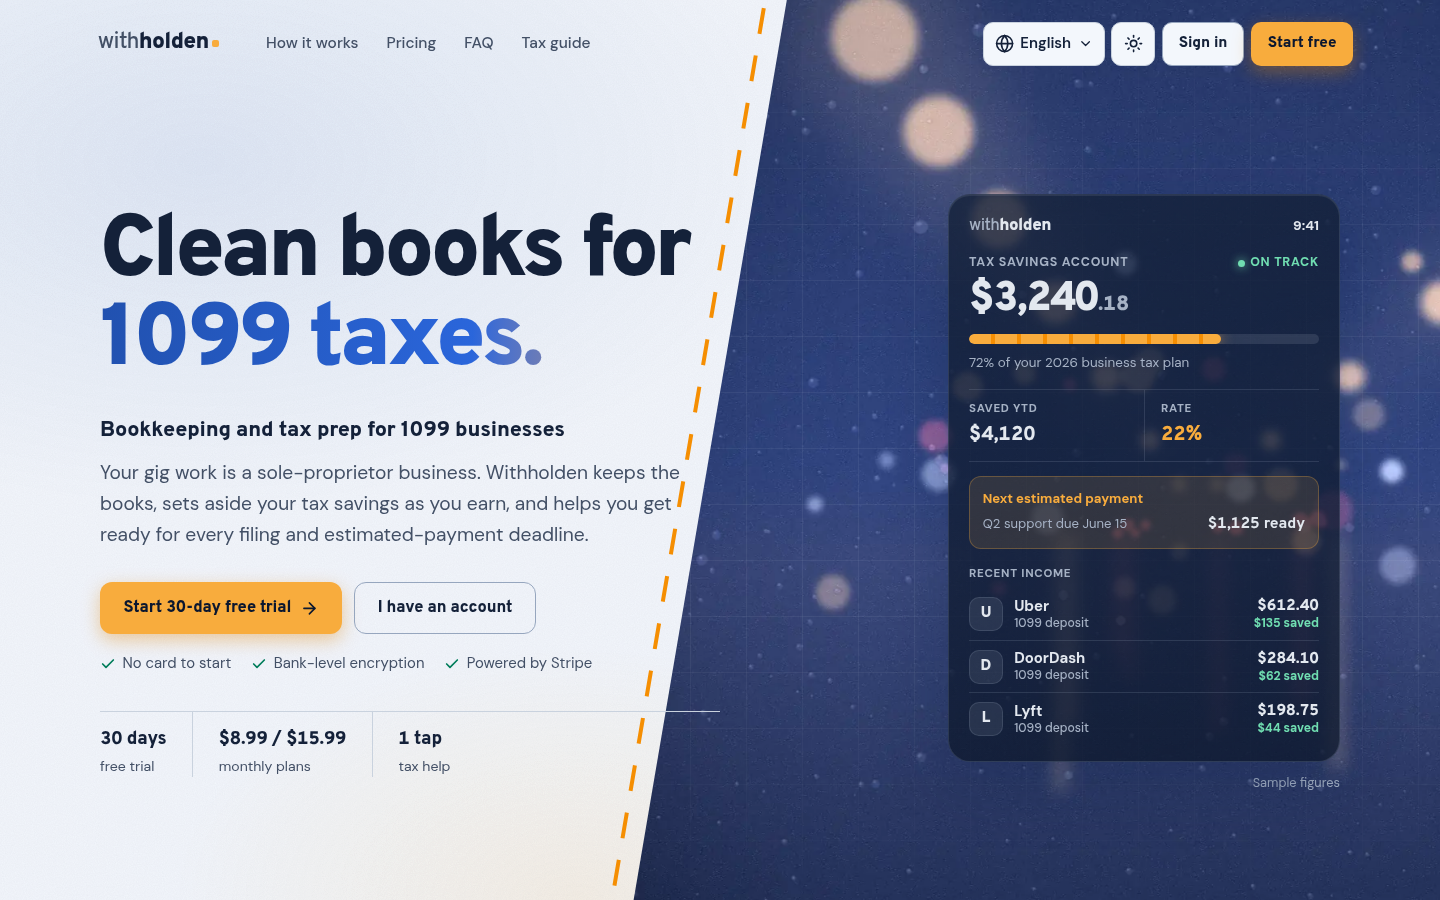 withholden
How it works
Pricing
FAQ
Tax guide
English
Sign in
Start free
Clean books for
1099 taxes.
Bookkeeping and tax prep for 1099 businesses
Your gig work is a sole-proprietor business. Withholden keeps the
books, sets aside your tax savings as you earn, and helps you get
ready for every filing and estimated-payment deadline.
Start 30-day free trial
I have an account
No card to start
Bank-level encryption
Powered by Stripe
30 days
free trial
$8.99 / $15.99
monthly plans
1 tap
tax help
withholden
9:41
TAX SAVINGS ACCOUNT
ON TRACK
$3,240.18
72% of your 2026 business tax plan
SAVED YTD
$4,120
RATE
22%
Next estimated payment
Q2 support due June 15
$1,125 ready
RECENT INCOME
U
Uber
1099 deposit
$612.40
$135 saved
D
DoorDash
1099 deposit
$284.10
$62 saved
L
Lyft
1099 deposit
$198.75
$44 saved
Sample figures